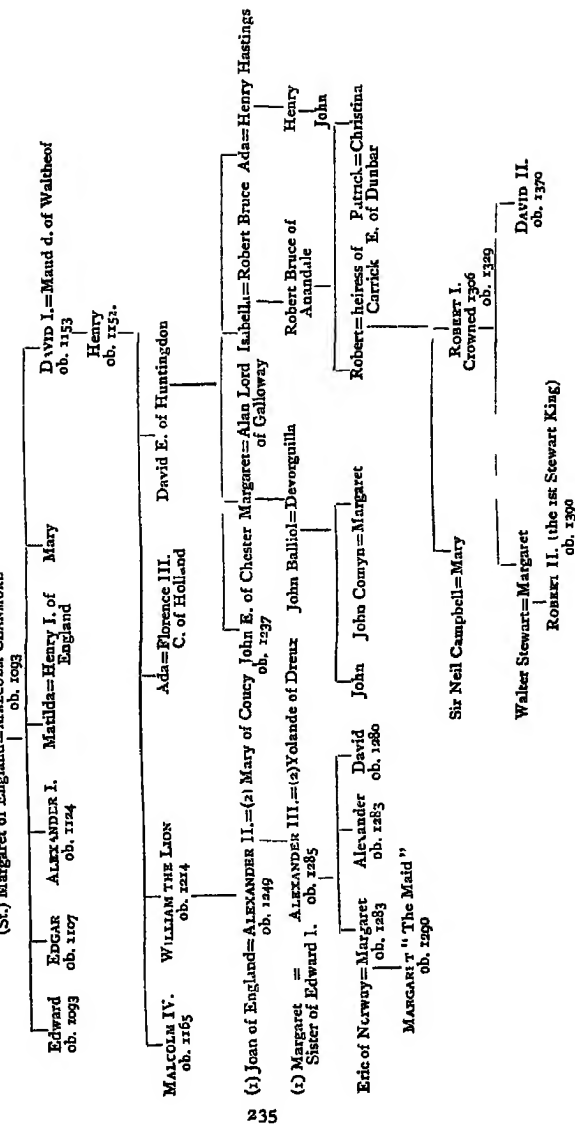 (St.) Margaret of England=MALCOLM CEANMORE
ob. 1093
Edward
ob. 1093
EDGAR
ob. 1107
ALEXANDER I.
ob. 1124
Matilda=Henry I. of
England
Mary
DAVID I.=Maud d. of Waltheof
ob. 1153
Henry
ob. 1152.
MALCOLM IV.
ob. 1165
WILLIAM THE LION
ob. 1214
Ada=Florence III.
C. of Holland
David E. of Huntingdon
(1) Joan of England=ALEXANDER II.=(2) Mary of Coucy
ob. 1249
John E. of Chester
ob. 1237
Margaret=Alan Lord
of Galloway
Isabella=Robert Bruce
Ada=Henry Hastings
(1) Margaret = ALEXANDER III.=(2)Yolande of Dreux
Sister of Edward I. ob. 1285
John Balliol=Devorguilla
Robert Bruce of
Anandale
Henry
John
Eric of Norway=Margaret
ob. 1283
Alexander
ob. 1283
David
ob. 1280
John
John Comyn=Margaret
Robert=heiress of
Carrick
Patrick=Christina
E. of Dunbar
MARGARET "The Maid"
ob. 1290
Sir Neil Campbell=Mary
ROBERT I.
Crowned 1306
ob. 1329
Walter Stewart=Margaret
DAVID II.
ob. 1370
ROBERT II. (the 1st Stewart King)
ob. 1390
235